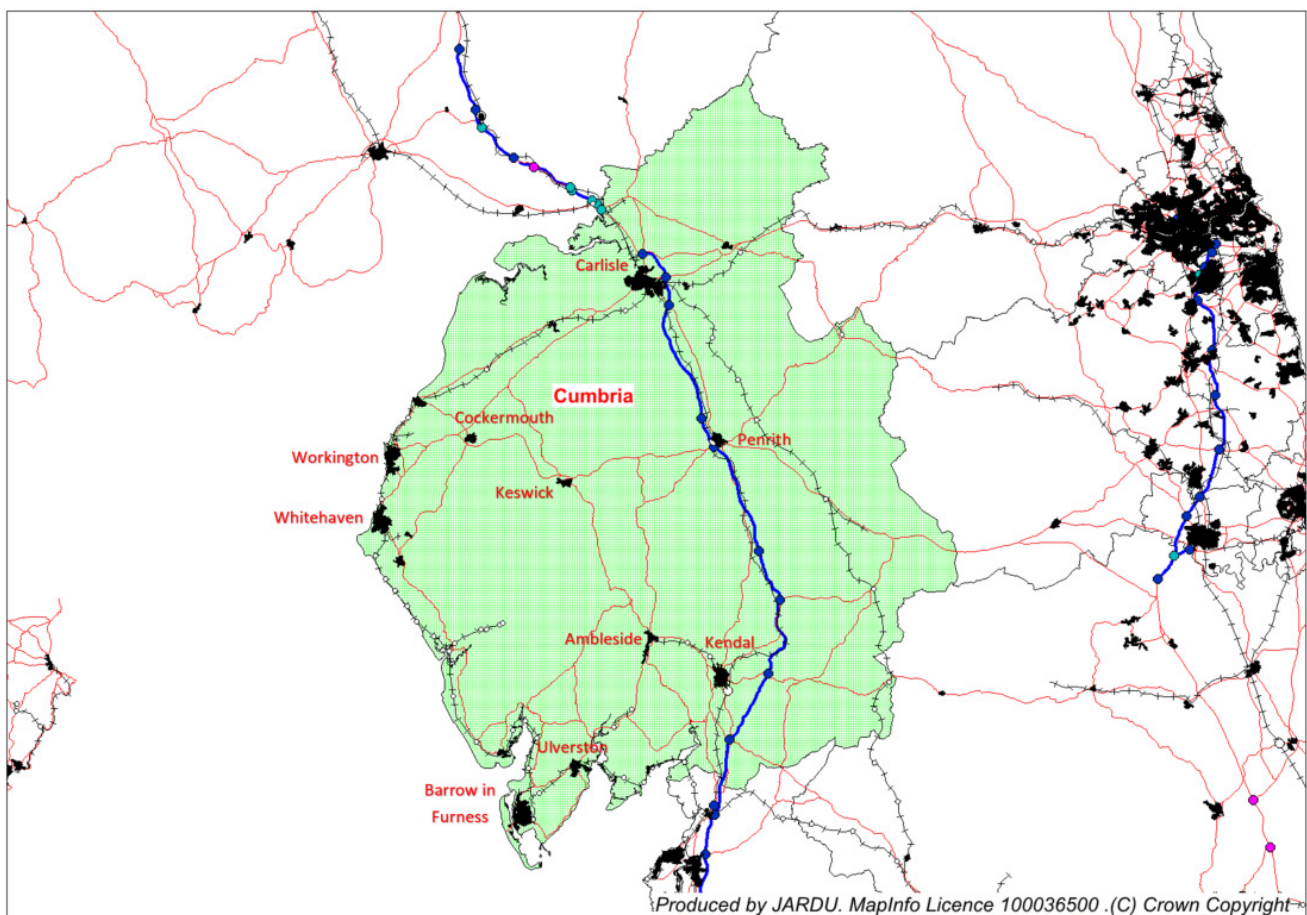 Carlisle
Cumbria
Cockermouth
Penrith
Workington
Keswick
Whitehaven
Ambleside
Kendal
Ulverston
Barrow in
Furness
Produced by JARDU. MapInfo Licence 100036500 .(C) Crown Copyright